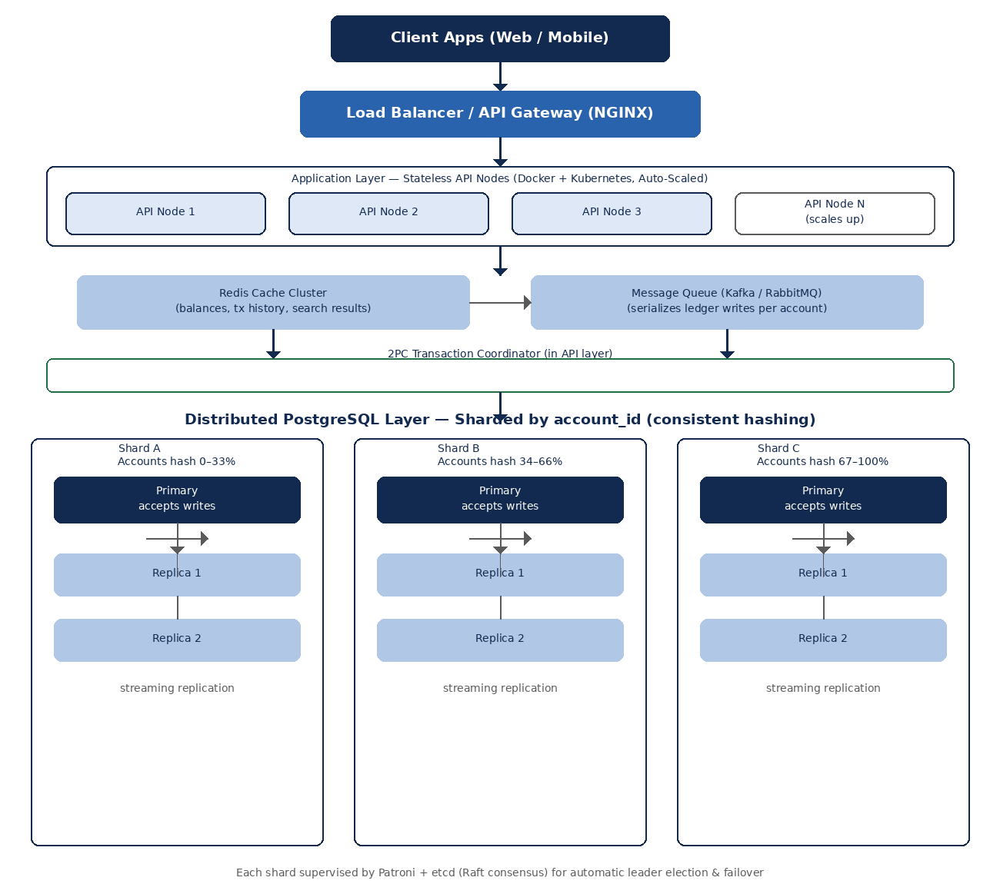 Client Apps (Web / Mobile)
Load Balancer / API Gateway (NGINX)
Application Layer — Stateless API Nodes (Docker + Kubernetes, Auto-Scaled)
API Node 1
API Node 2
API Node 3
API Node N
(scales up)
Redis Cache Cluster
(balances, tx history, search results)
Message Queue (Kafka / RabbitMQ)
(serializes ledger writes per account)
2PC Transaction Coordinator (in API layer)
Distributed PostgreSQL Layer — Sharded by account_id (consistent hashing)
Shard A
Accounts hash 0–33%
Primary
accepts writes
Replica 1
Replica 2
streaming replication
Shard B
Accounts hash 34–66%
Primary
accepts writes
Replica 1
Replica 2
streaming replication
Shard C
Accounts hash 67–100%
Primary
accepts writes
Replica 1
Replica 2
streaming replication
Each shard supervised by Patroni + etcd (Raft consensus) for automatic leader election & failover